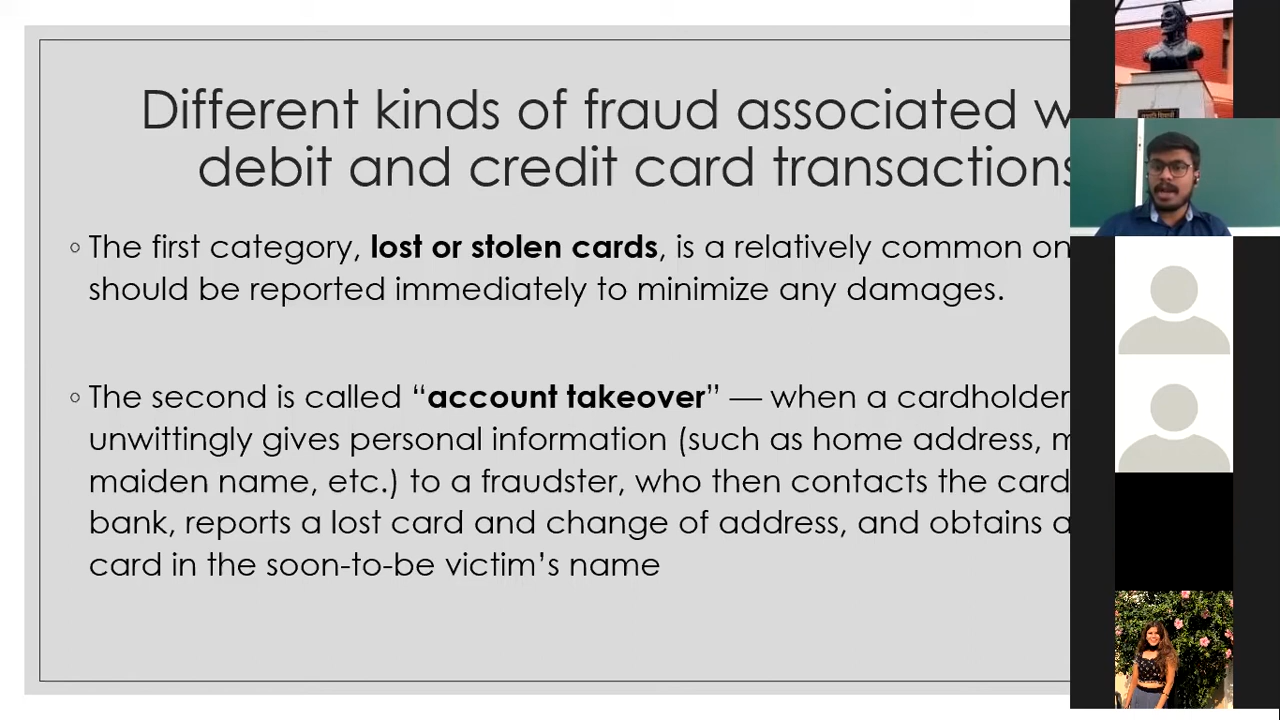 Different kinds of fraud associated w
debit and credit card transactions
◦ The first category, lost or stolen cards, is a relatively common on
should be reported immediately to minimize any damages.
◦ The second is called “account takeover” — when a cardholder
unwittingly gives personal information (such as home address, m
maiden name, etc.) to a fraudster, who then contacts the card
bank, reports a lost card and change of address, and obtains a
card in the soon-to-be victim’s name